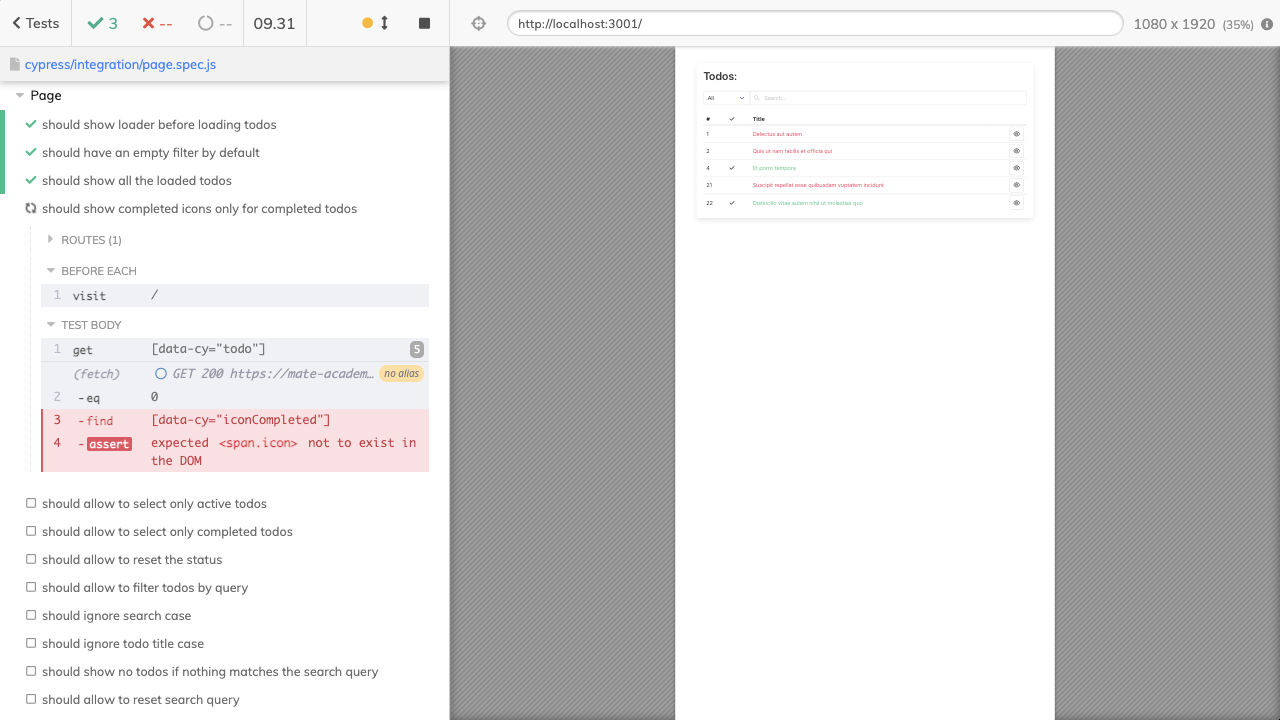 Tests
3
--
--
09.31
http://localhost:3001/
1080 x 1920 (35%)
cypress/integration/page.spec.js
Page
should show loader before loading todos
empty filter by default
show all the loaded todos
completed icons only for completed todos
ROUTES (1)
BEFORE EACH
1 visit /
TEST BODY
1 get [data-cy="todo"] 5
(fetch) GET 200 https://mate-academ… no alias
2 -eq 0
3 -find [data-cy="iconCompleted"]
4 -assert expected <span.icon> not to exist in
the DOM
should allow to select only active todos
should allow to select only completed todos
should allow to reset the status
should allow to filter todos by query
should ignore search case
should ignore todo title case
should show no todos if nothing matches the search query
should allow to reset search query
Todos:
All Search...
# Title
1 Delectus aut autem
2 Quis ut nam facilis et officia qui
4 Et porro tempora
21 Suscipit repellat esse quibusdam vuptatem incidunt
22 Distinctio vitae autem nihil ut molestias quo